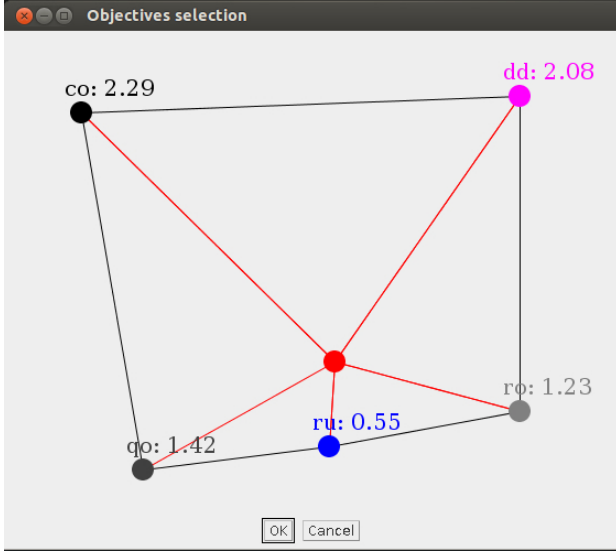 Objectives selection
dd: 2.08
co: 2.29
ro: 1.23
ru: 0.55
qo: 1.42
OK Cancel